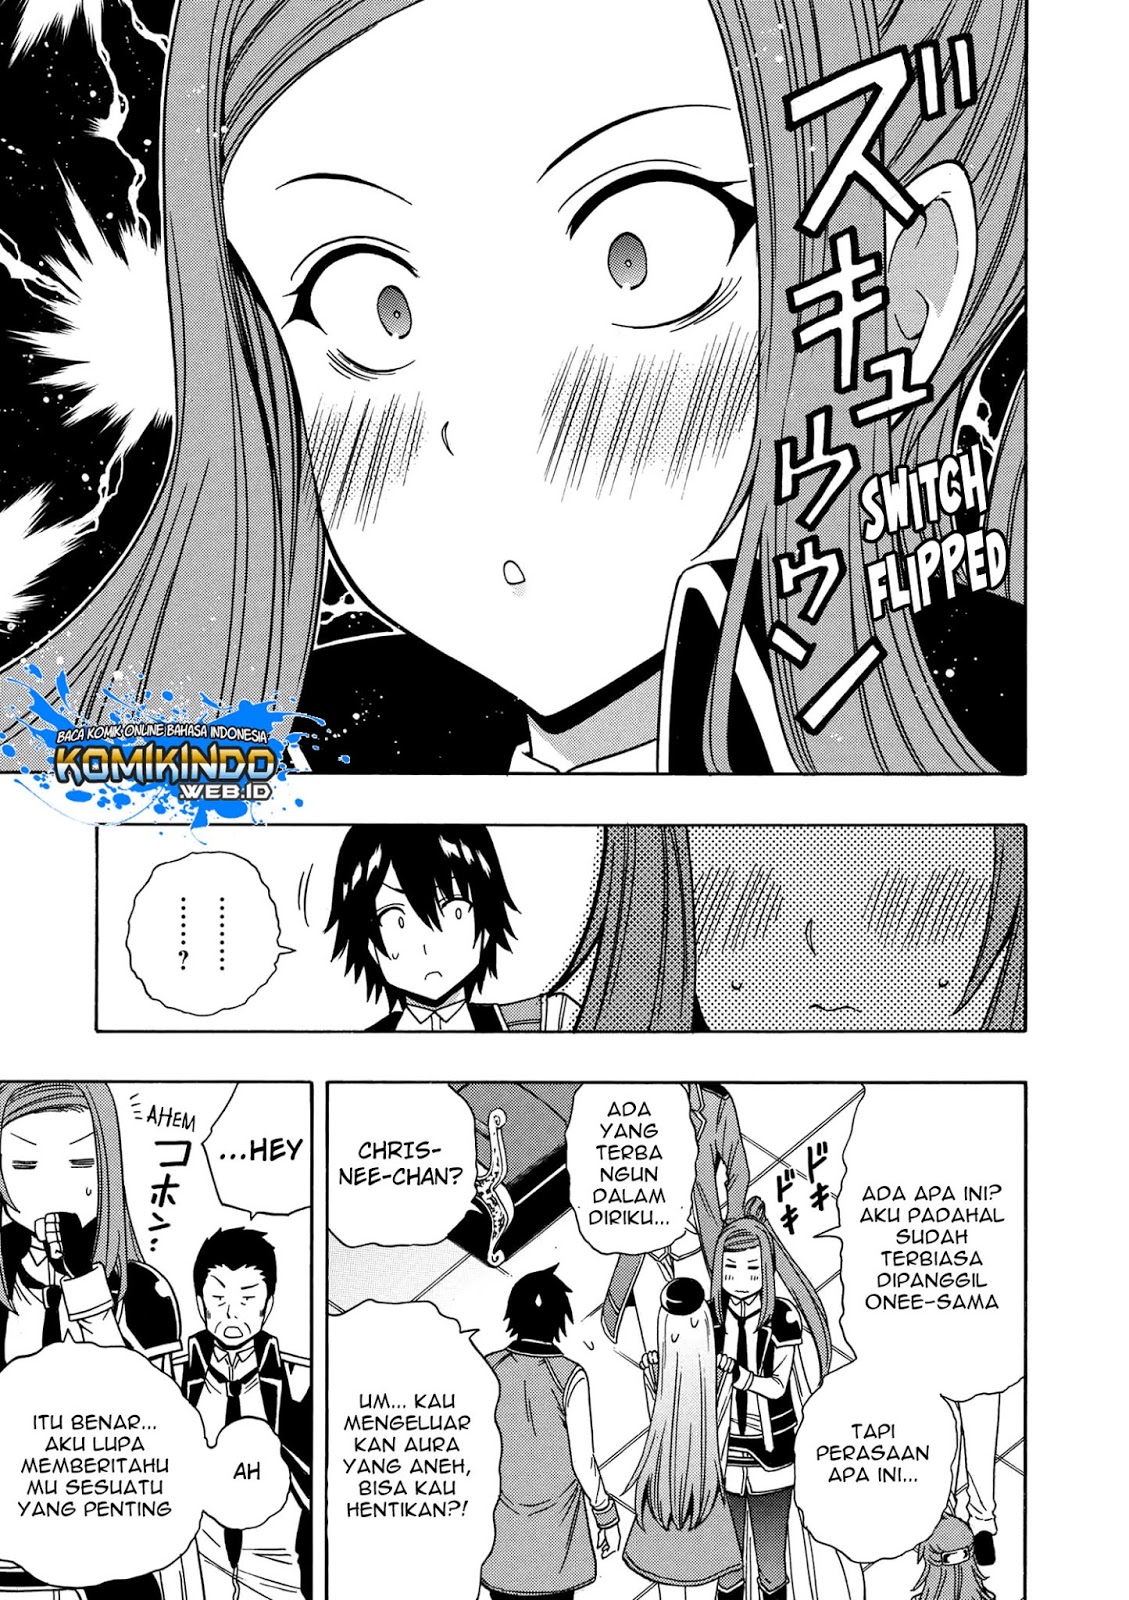 ズキュウウン
SWITCH
FLIPPED
BACA KOMIK ONLINE BAHASA INDONESIA
KOMIKINDO
.WEB.ID
.......
......?
ADA APA INI?
AKU PADAHAL
SUDAH
TERBIASA
DIPANGGIL
ONEE-SAMA
ドキドキ
ADA
YANG
TERBA
NGUN
DALAM
DIRIKU...
CHRIS-
NEE-CHAN?
TAPI
PERASAAN
APA INI...
UM... KAU
MENGELUAR
KAN AURA
YANG ANEH,
BISA KAU
HENTIKAN?!
...HEY
AHEM
コホン...
AH
ITU BENAR...
AKU LUPA
MEMBERITAHU
MU SESUATU
YANG PENTING